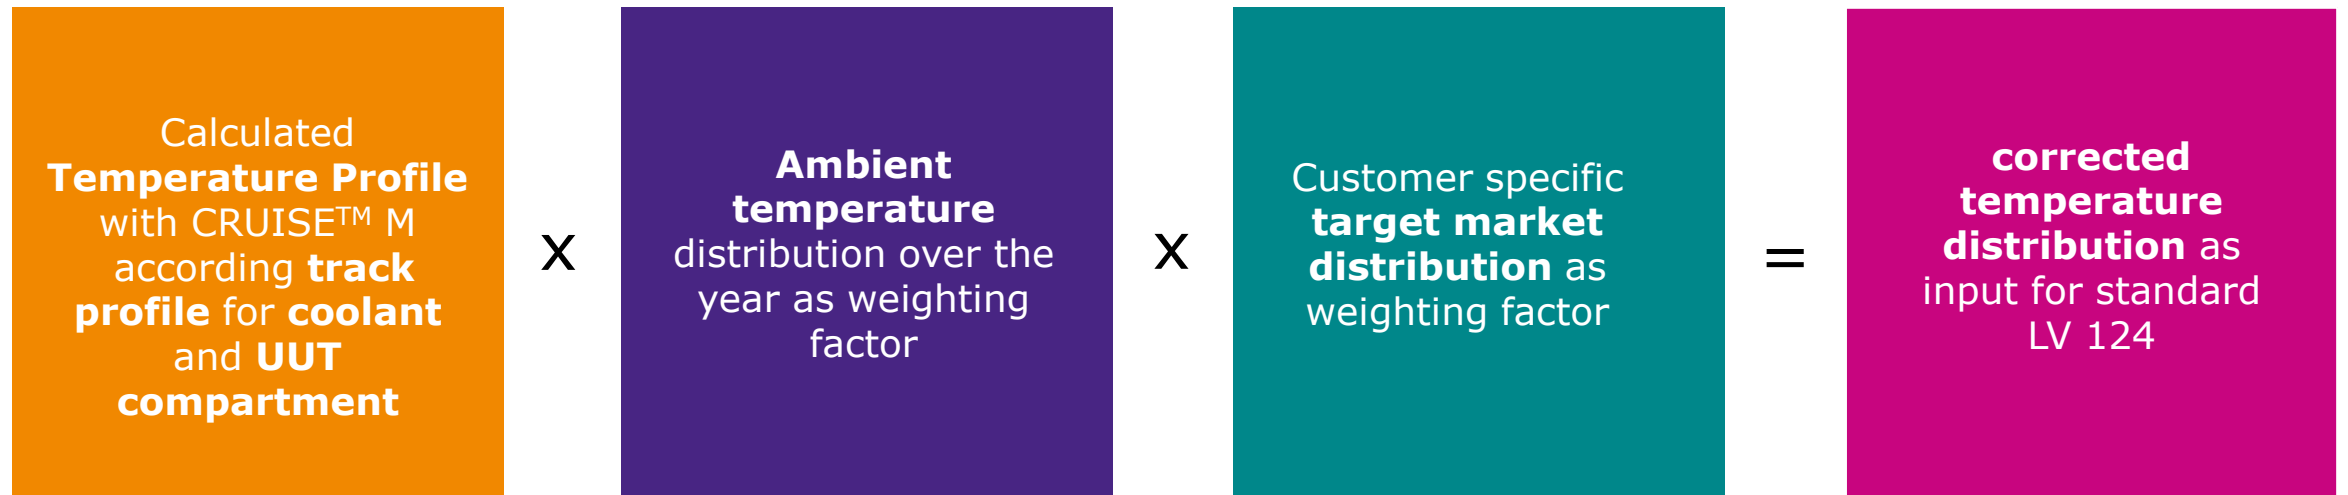 Calculated
Temperature Profile
with CRUISE™ M
according track
profile for coolant
and UUT
compartment
x
Ambient
temperature
distribution over the
year as weighting
factor
x
Customer specific
target market
distribution as
weighting factor
=
corrected
temperature
distribution as
input for standard
LV 124